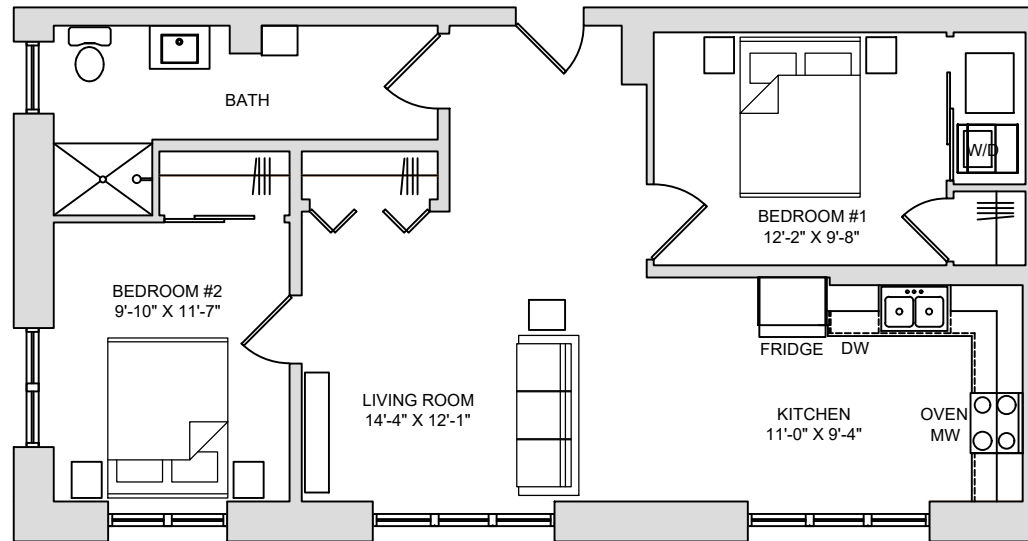 BATH
W/D
BEDROOM #1
12'-2" X 9'-8"
BEDROOM #2
9'-10" X 11'-7"
FRIDGE
DW
LIVING ROOM
14'-4" X 12'-1"
KITCHEN
11'-0" X 9'-4"
OVEN
MW